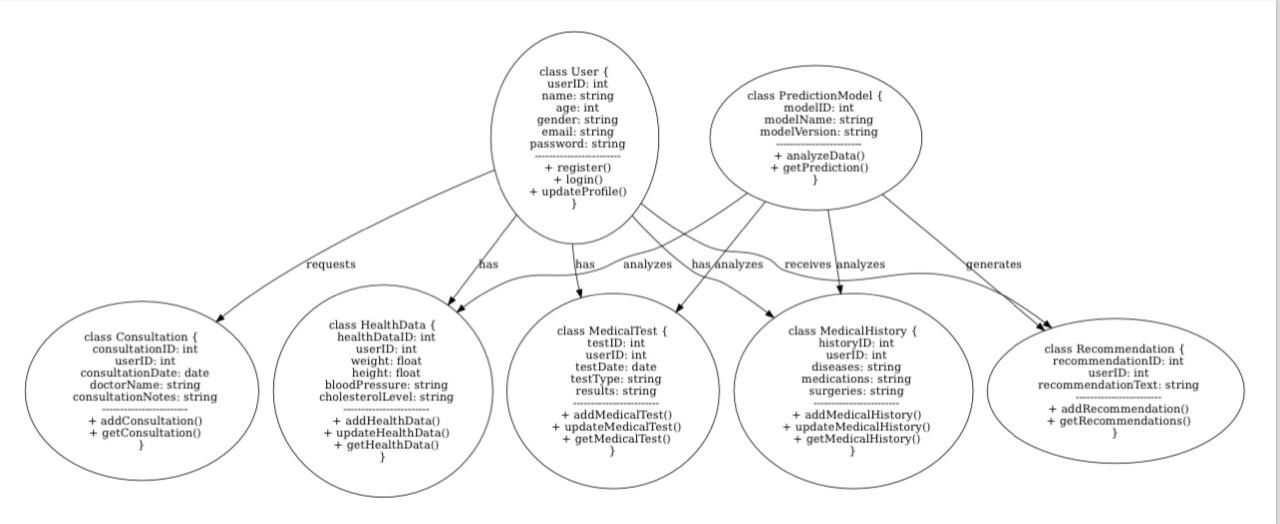 class User {
userID: int
name: string
age: int
gender: string
email: string
password: string
------------------------
+ register()
+ login()
+ updateProfile()
}
class PredictionModel {
modelID: int
modelName: string
modelVersion: string
------------------------
+ analyzeData()
+ getPrediction()
}
requests
has
has
analyzes
has
analyzes
receives
analyzes
generates
class Consultation {
consultationID: int
userID: int
consultationDate: date
doctorName: string
consultationNotes: string
------------------------
+ addConsultation()
+ getConsultation()
}
class HealthData {
healthDataID: int
userID: int
weight: float
height: float
bloodPressure: string
cholesterolLevel: string
------------------------
+ addHealthData()
+ updateHealthData()
+ getHealthData()
}
class MedicalTest {
testID: int
userID: int
testDate: date
testType: string
results: string
------------------------
+ addMedicalTest()
+ updateMedicalTest()
+ getMedicalTest()
}
class MedicalHistory {
historyID: int
userID: int
diseases: string
medications: string
surgeries: string
------------------------
+ addMedicalHistory()
+ updateMedicalHistory()
+ getMedicalHistory()
}
class Recommendation {
recommendationID: int
userID: int
recommendationText: string
------------------------
+ addRecommendation()
+ getRecommendations()
}